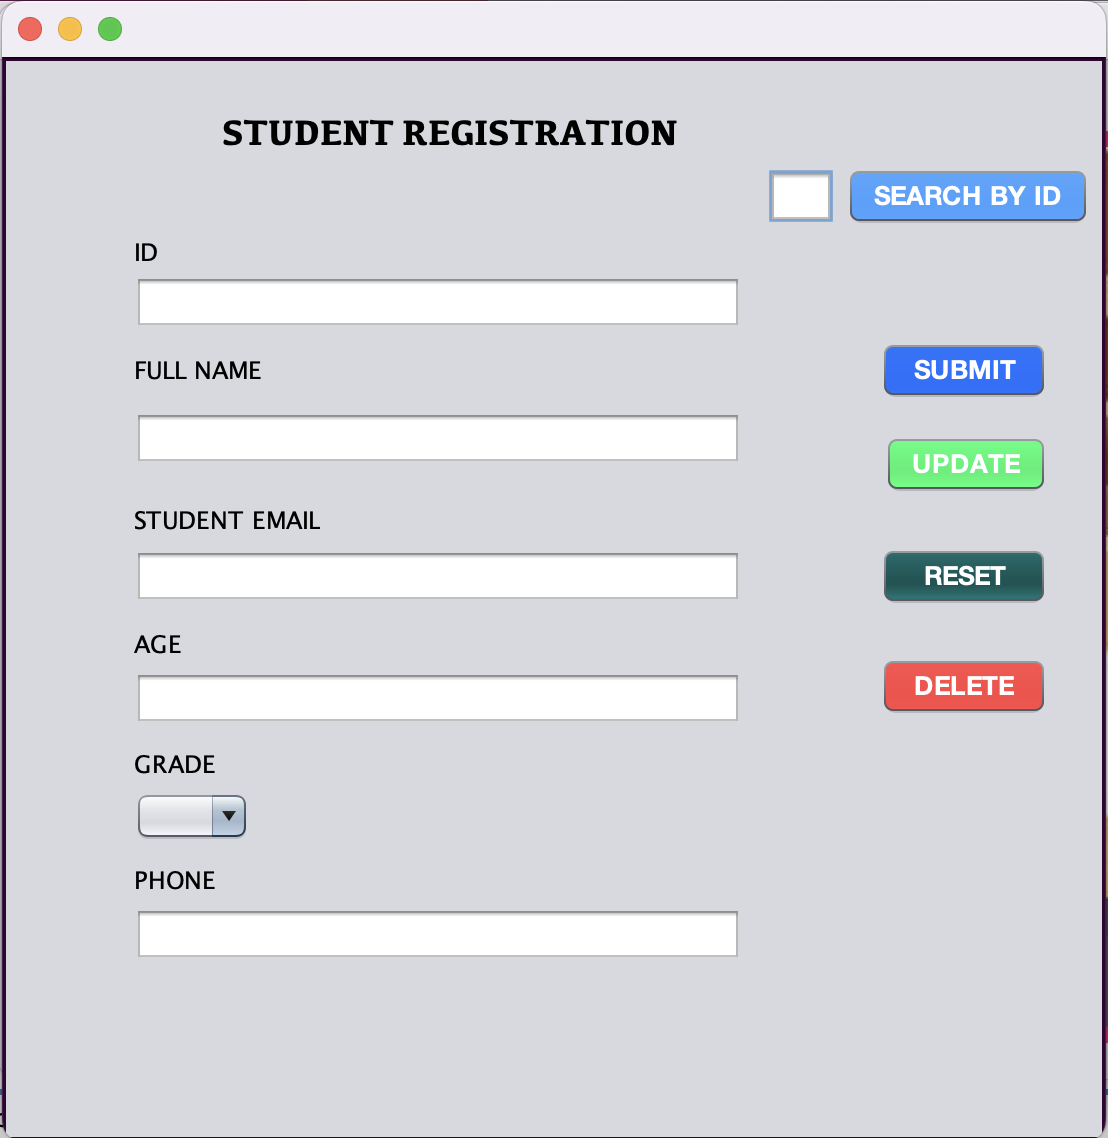 STUDENT REGISTRATION
SEARCH BY ID
ID
FULL NAME
SUBMIT
UPDATE
STUDENT EMAIL
RESET
AGE
DELETE
GRADE
PHONE